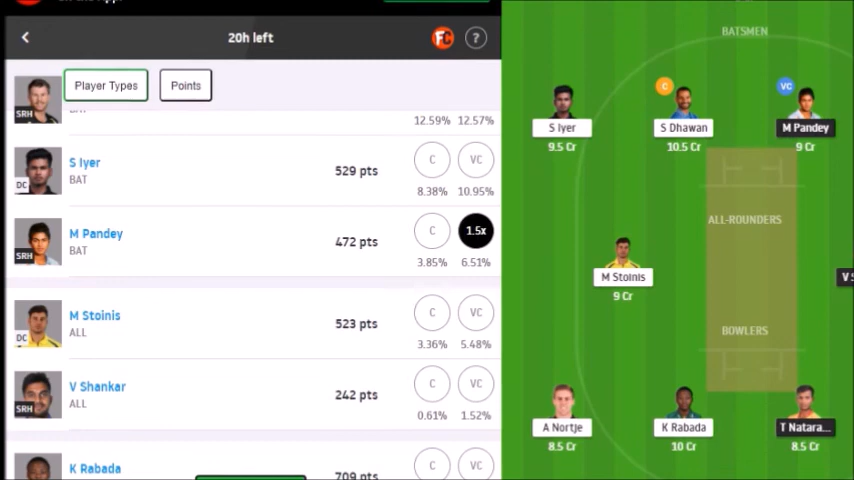 20h left
FC
?
Player Types
Points
SRH
12.59%
12.57%
S Iyer
BAT
DC
529 pts
C
VC
8.38%
10.95%
M Pandey
BAT
SRH
472 pts
C
1.5x
3.85%
6.51%
M Stoinis
ALL
DC
523 pts
C
VC
3.36%
5.48%
V Shankar
ALL
SRH
242 pts
C
VC
0.61%
1.52%
K Rabada
709 pts
C
VC
BATSMEN
C
VC
S Iyer
S Dhawan
M Pandey
9.5 Cr
10.5 Cr
9 Cr
ALL-ROUNDERS
M Stoinis
9 Cr
BOWLERS
A Nortje
K Rabada
T Natara...
8.5 Cr
10 Cr
8.5 Cr